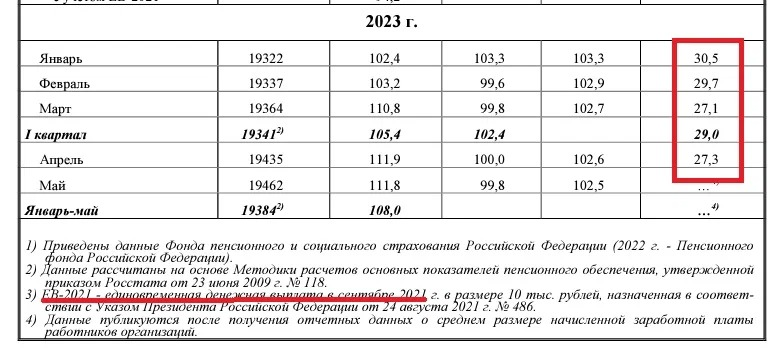 2023 г.
Январь 19322 102,4 103,3 103,3 30,5
Февраль 19337 103,2 99,6 102,9 29,7
Март 19364 110,8 99,8 102,7 27,1
I квартал 19341²⁾ 105,4 102,4 29,0
Апрель 19435 111,9 100,0 102,6 27,3
Май 19462 111,8 99,8 102,5 …
Январь-май 19384²⁾ 108,0 …⁴⁾
1) Приведены данные Фонда пенсионного и социального страхования Российской Федерации (2022 г. - Пенсионного
фонда Российской Федерации).
2) Данные рассчитаны на основе Методики расчетов основных показателей пенсионного обеспечения, утвержденной
приказом Росстата от 23 июня 2009 г. № 118.
3) ЕВ-2021 - единовременная денежная выплата в сентябре 2021 г. в размере 10 тыс. рублей, назначенная в соответ-
ствии с Указом Президента Российской Федерации от 24 августа 2021 г. № 486.
4) Данные публикуются после получения отчетных данных о среднем размере начисленной заработной платы
работников организаций.